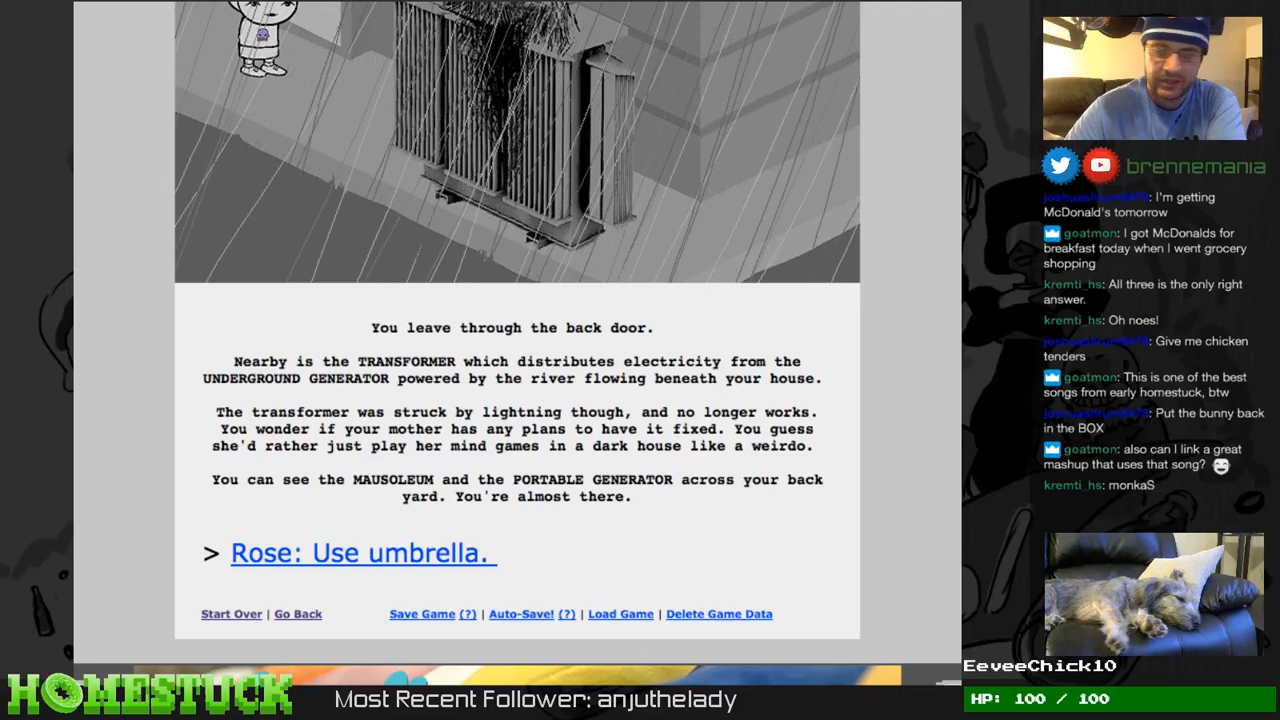 You leave through the back door.
Nearby is the TRANSFORMER which distributes electricity from the
UNDERGROUND GENERATOR powered by the river flowing beneath your house.
The transformer was struck by lightning though, and no longer works.
You wonder if your mother has any plans to have it fixed. You guess
she'd rather just play her mind games in a dark house like a weirdo.
You can see the MAUSOLEUM and the PORTABLE GENERATOR across your back
yard. You're almost there.
> Rose: Use umbrella.
Start Over | Go Back Save Game (?) | Auto-Save! (?) | Load Game | Delete Game Data
brennemania
I'm getting
McDonald's tomorrow
goatmon: I got McDonalds for
breakfast today when I went grocery
shopping
kremti_hs: All three is the only right
answer.
kremti_hs: Oh noes!
Give me chicken
tenders
goatmon: This is one of the best
songs from early homestuck, btw
Put the bunny back
in the BOX
goatmon: also can I link a great
mashup that uses that song?
kremti_hs: monkaS
EeveeChick10
HP: 100 / 100
HOMESTUCK
Most Recent Follower: anjuthelady